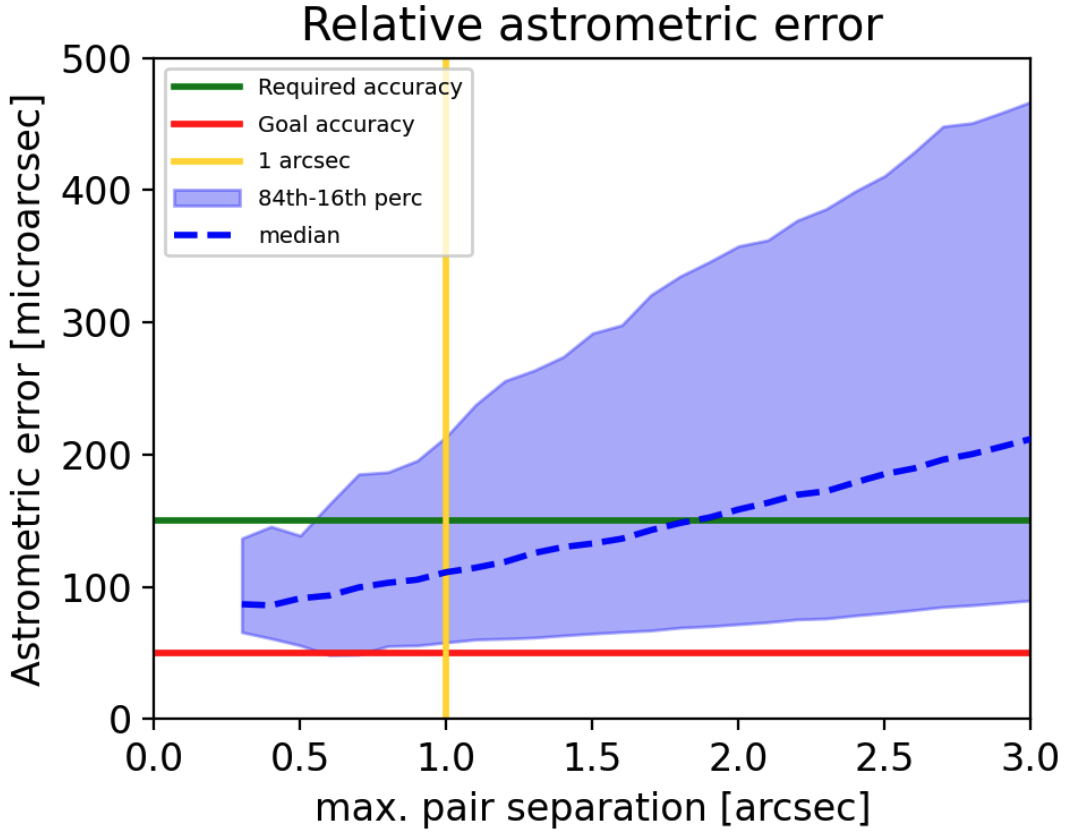 Relative astrometric error
Astrometric error [microarcsec]
500
400
300
200
100
0
Required accuracy
Goal accuracy
1 arcsec
84th-16th perc
median
0.0 0.5 1.0 1.5 2.0 2.5 3.0
max. pair separation [arcsec]